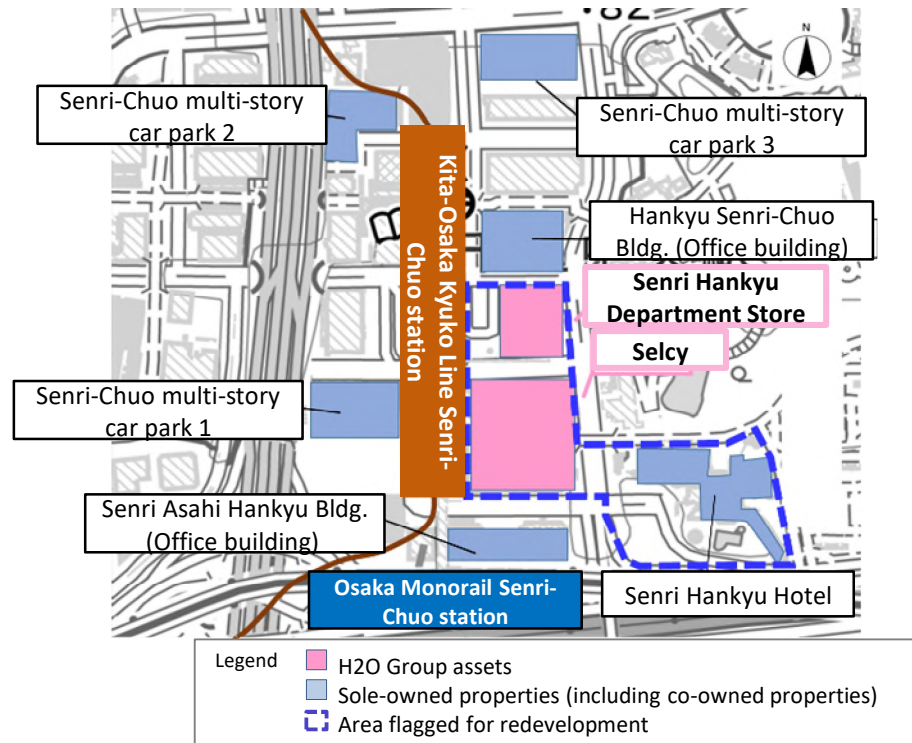 82
Senri-Chuo multi-story
car park 2
Senri-Chuo multi-story
car park 3
Kita-Osaka Kyuko Line Senri-
Chuo station
Hankyu Senri-Chuo
Bldg. (Office building)
Senri Hankyu
Department Store
Selcy
Senri-Chuo multi-story
car park 1
Senri Asahi Hankyu Bldg.
(Office building)
Osaka Monorail Senri-
Chuo station
Senri Hankyu Hotel
Legend
H2O Group assets
Sole-owned properties (including co-owned properties)
Area flagged for redevelopment